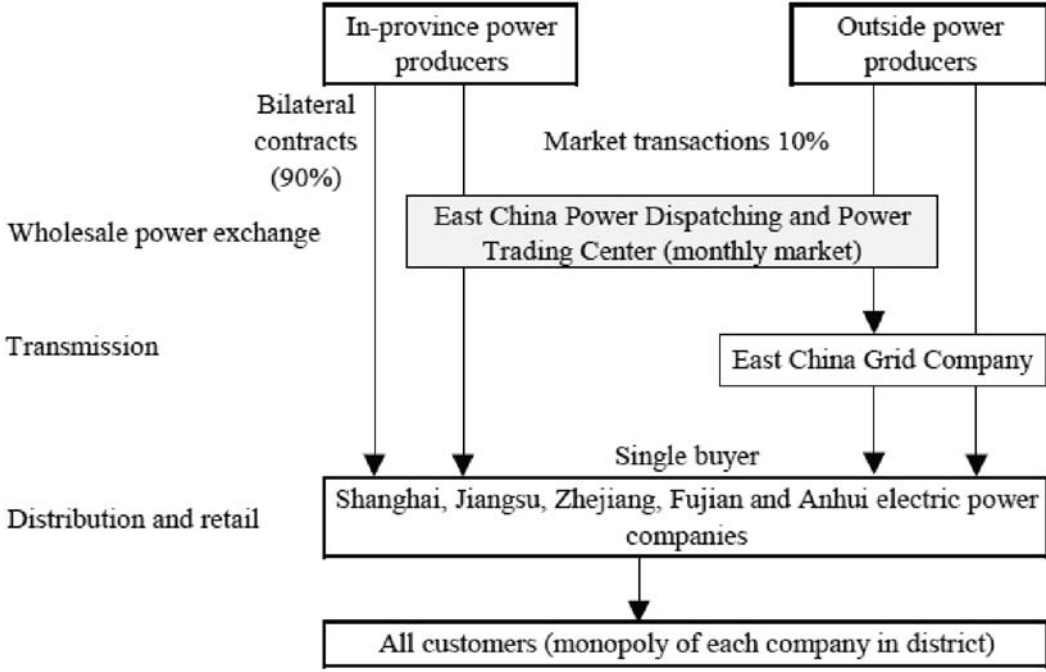 In-province power
producers
Outside power
producers
Bilateral
contracts
(90%)
Market transactions 10%
Wholesale power exchange
East China Power Dispatching and Power
Trading Center (monthly market)
Transmission
East China Grid Company
Single buyer
Distribution and retail
Shanghai, Jiangsu, Zhejiang, Fujian and Anhui electric power
companies
All customers (monopoly of each company in district)